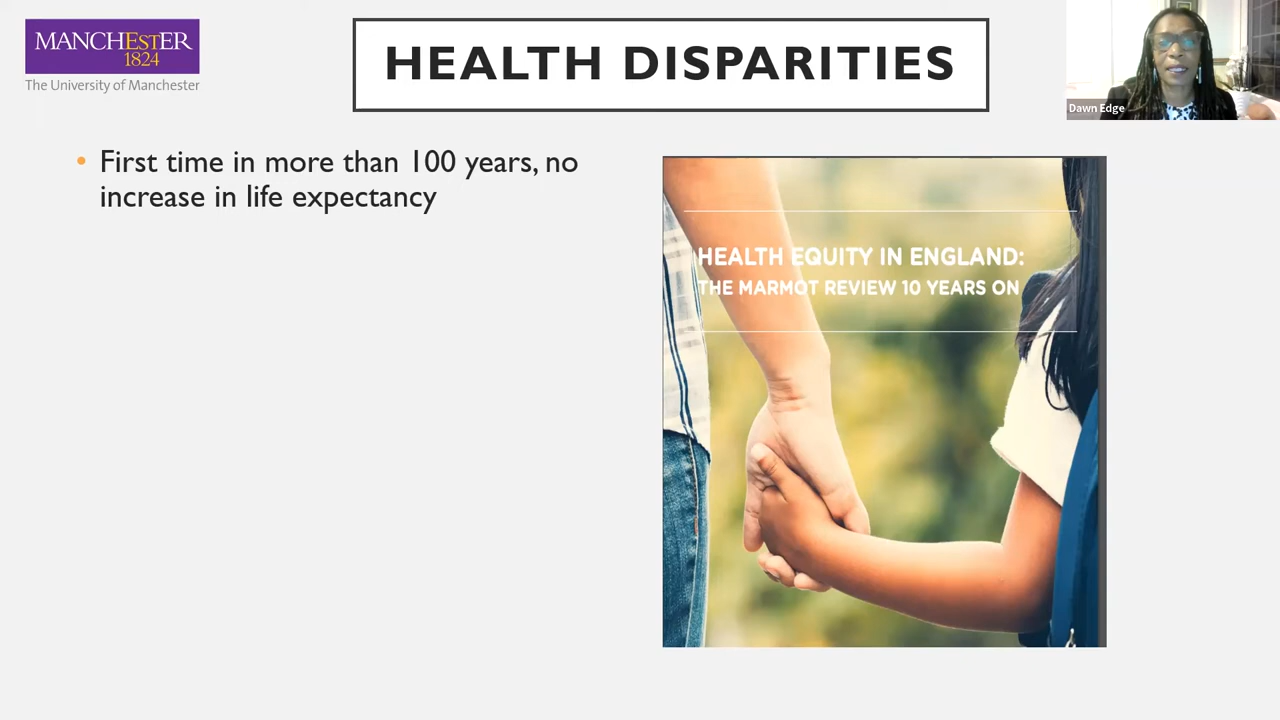 MANCHESTER
1824
The University of Manchester
HEALTH DISPARITIES
Dawn Edge
• First time in more than 100 years, no
increase in life expectancy
HEALTH EQUITY IN ENGLAND:
THE MARMOT REVIEW 10 YEARS ON